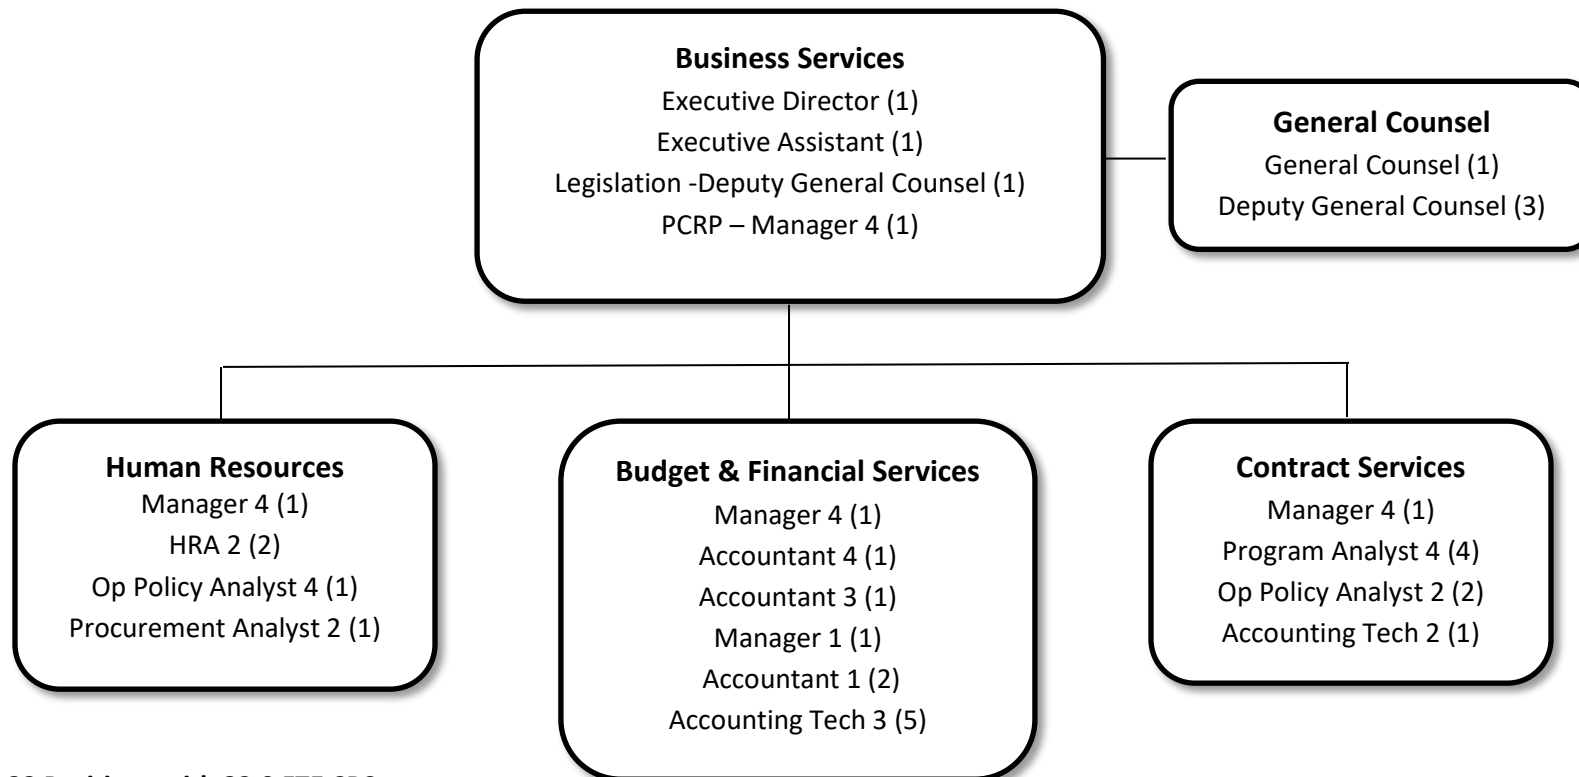 Business Services
Executive Director (1)
Executive Assistant (1)
Legislation -Deputy General Counsel (1)
PCRP – Manager 4 (1)
General Counsel
General Counsel (1)
Deputy General Counsel (3)
Human Resources
Manager 4 (1)
HRA 2 (2)
Op Policy Analyst 4 (1)
Procurement Analyst 2 (1)
Budget & Financial Services
Manager 4 (1)
Accountant 4 (1)
Accountant 3 (1)
Manager 1 (1)
Accountant 1 (2)
Accounting Tech 3 (5)
Contract Services
Manager 4 (1)
Program Analyst 4 (4)
Op Policy Analyst 2 (2)
Accounting Tech 2 (1)